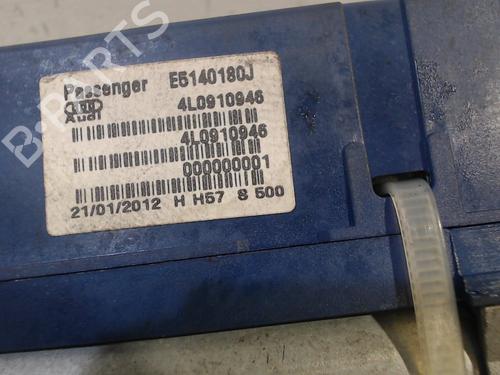 B-PARTS
Passenger E5140180J
Audi 4L0910946
4L0910946
000000001
21/01/2012 H H57 S 500